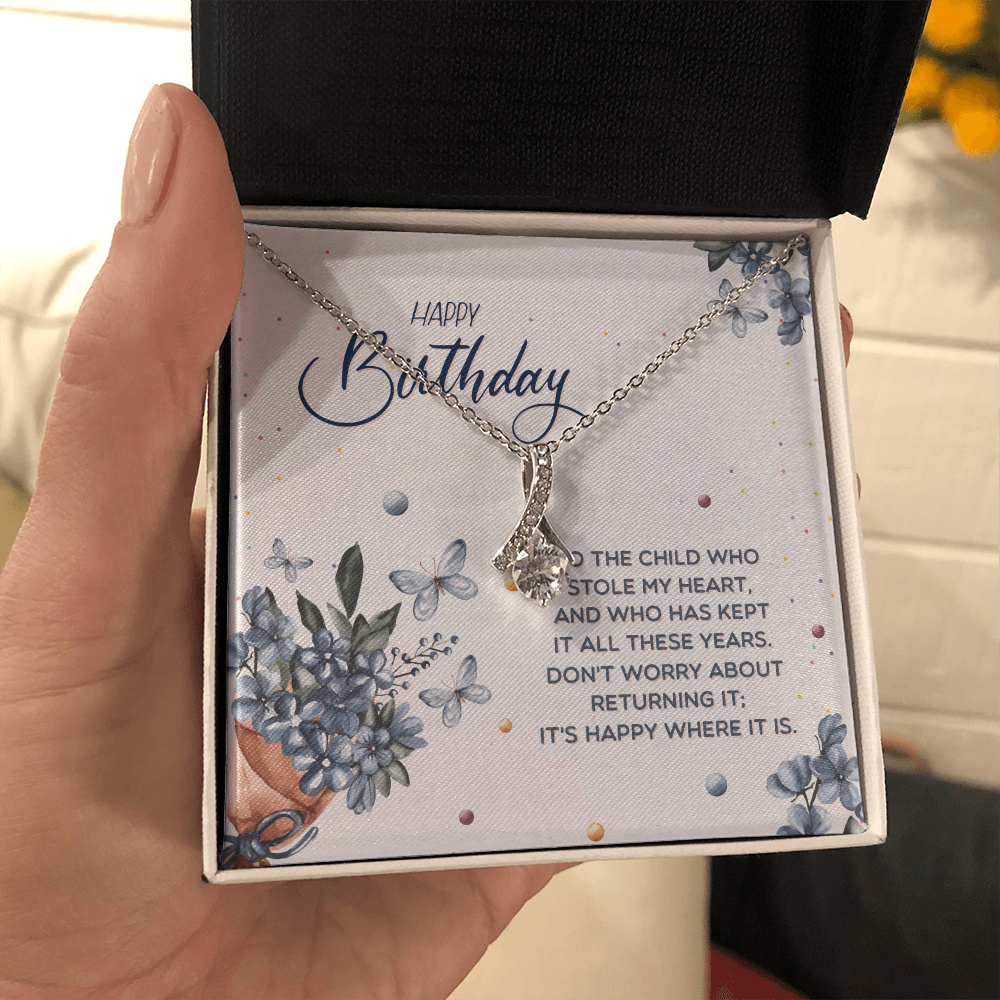 HAPPY
Birthday
O THE CHILD WHO
STOLE MY HEART,
AND WHO HAS KEPT
IT ALL THESE YEARS.
DON'T WORRY ABOUT
RETURNING IT;
IT'S HAPPY WHERE IT IS.